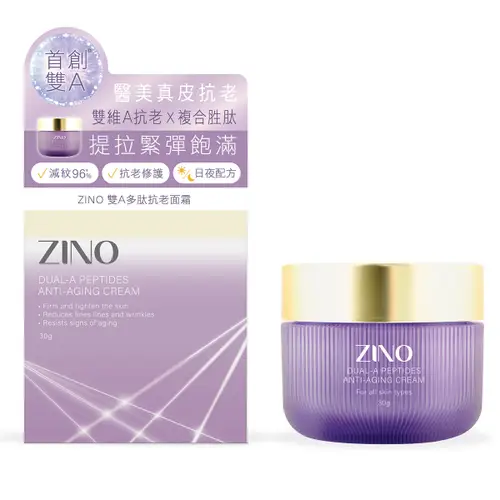 首創
雙A
醫美真皮抗老
雙維A抗老 x 複合胜肽
提拉緊彈飽滿
ZINO
減紋96%
抗老修護
日夜配方
ZINO 雙A多肽抗老面霜
ZINO
DUAL-A PEPTIDES
ANTI-AGING CREAM
• Firm and tighten the skin
• Reduces fines lines and wrinkles
• Resists signs of aging
30g
ZINO
DUAL-A PEPTIDES
ANTI-AGING CREAM
For all skin types
30g